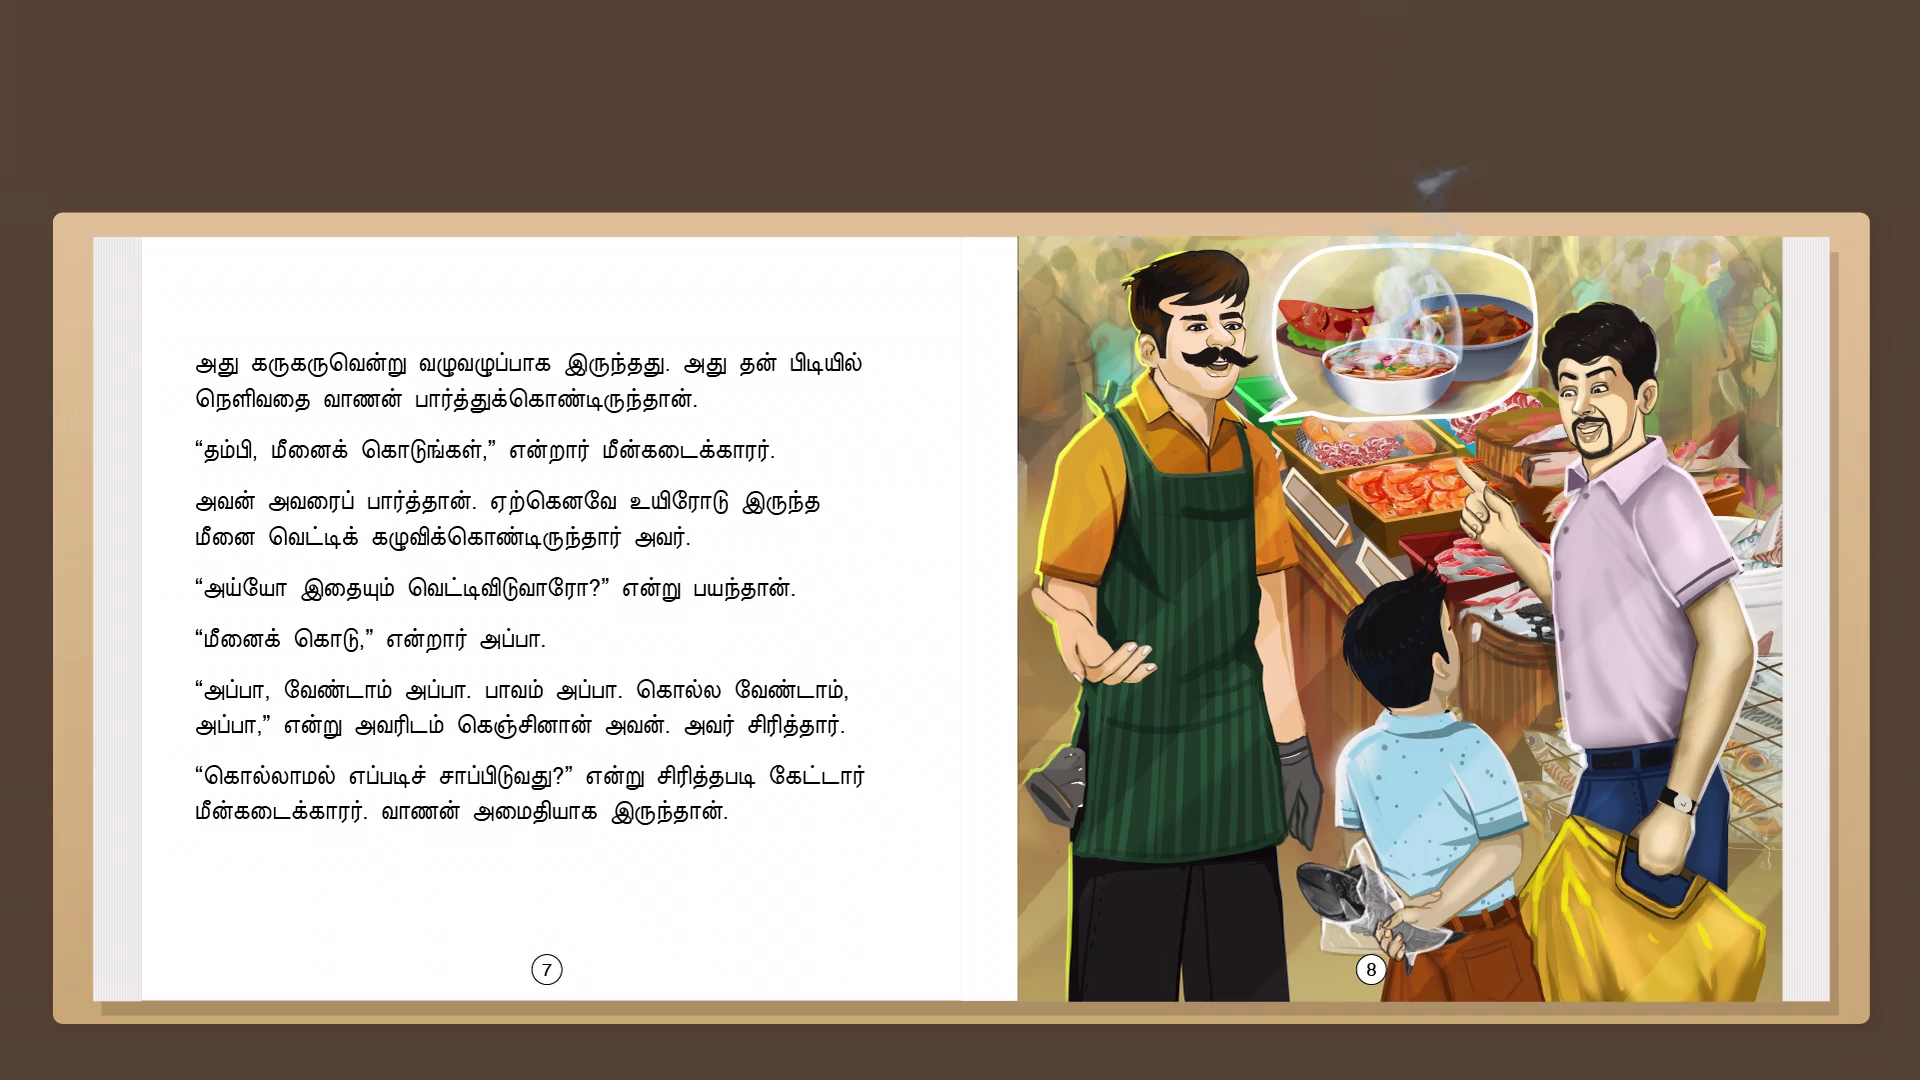 அது கருகருவென்று வழுவழுப்பாக இருந்தது. அது தன் பிடியில்
நெளிவதை வாணன் பார்த்துக்கொண்டிருந்தான்.
“தம்பி, மீனைக் கொடுங்கள்,” என்றார் மீன்கடைக்காரர்.
அவன் அவரைப் பார்த்தான். ஏற்கெனவே உயிரோடு இருந்த
மீனை வெட்டிக் கழுவிக்கொண்டிருந்தார் அவர்.
“அய்யோ இதையும் வெட்டிவிடுவாரோ?” என்று பயந்தான்.
“மீனைக் கொடு,” என்றார் அப்பா.
“அப்பா, வேண்டாம் அப்பா. பாவம் அப்பா. கொல்ல வேண்டாம்,
அப்பா,” என்று அவரிடம் கெஞ்சினான் அவன். அவர் சிரித்தார்.
“கொல்லாமல் எப்படிச் சாப்பிடுவது?” என்று சிரித்தபடி கேட்டார்
மீன்கடைக்காரர். வாணன் அமைதியாக இருந்தான்.
7
8